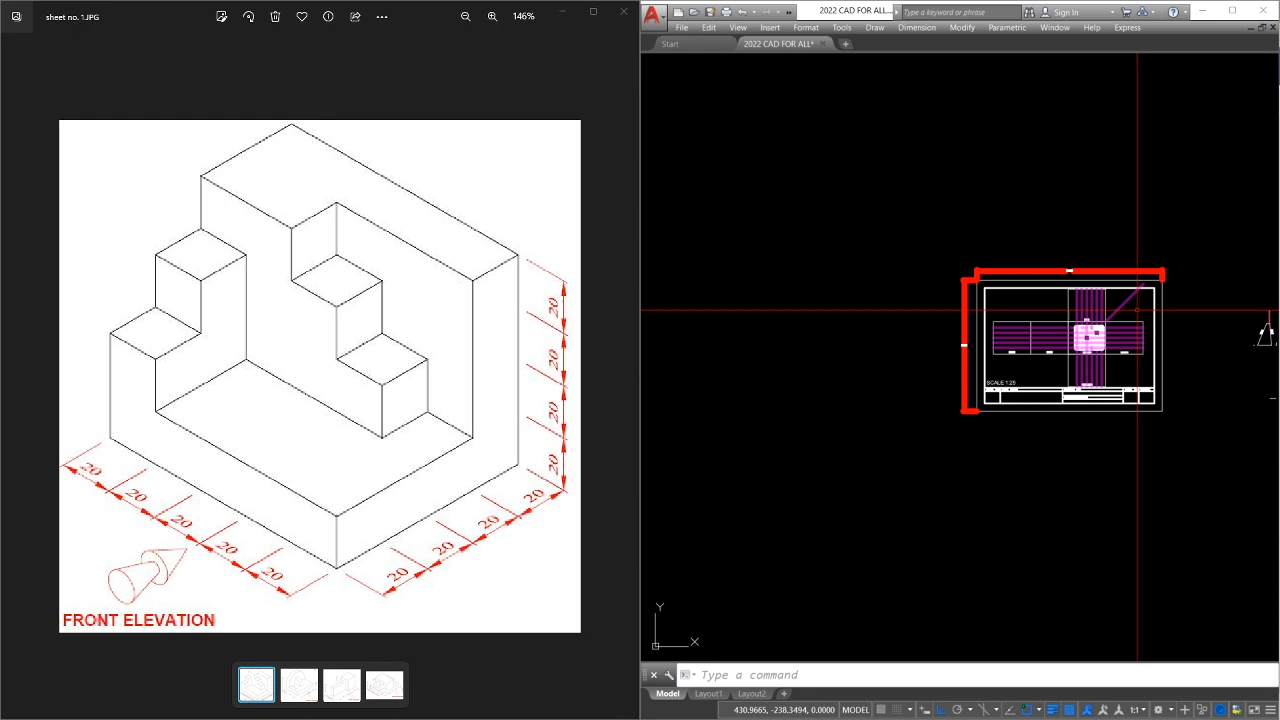 sheet no. 1.JPG
146%
20
20
20
20
20
20
20
20
20
20
20
20
20
FRONT ELEVATION
2022 CAD FOR ALL...
Type a keyword or phrase
Sign In
File Edit View Insert Format Tools Draw Dimension Modify Parametric Window Help Express
Start
2022 CAD FOR ALL*
SCALE 1:25
Y
X
Type a command
Model Layout1 Layout2
430.9665, -238.3494, 0.0000 MODEL
1:1